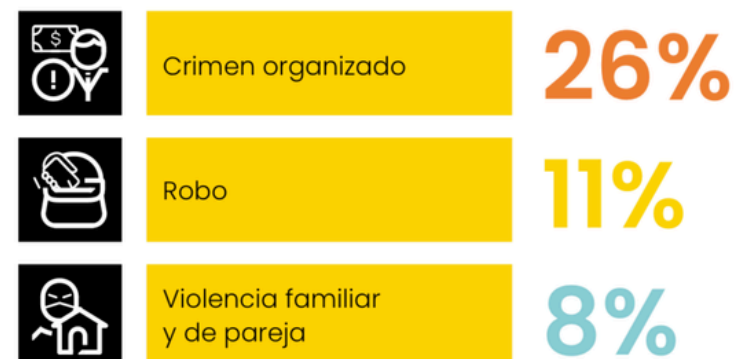 Crimen organizado
26%
Robo
11%
Violencia familiar
y de pareja
8%